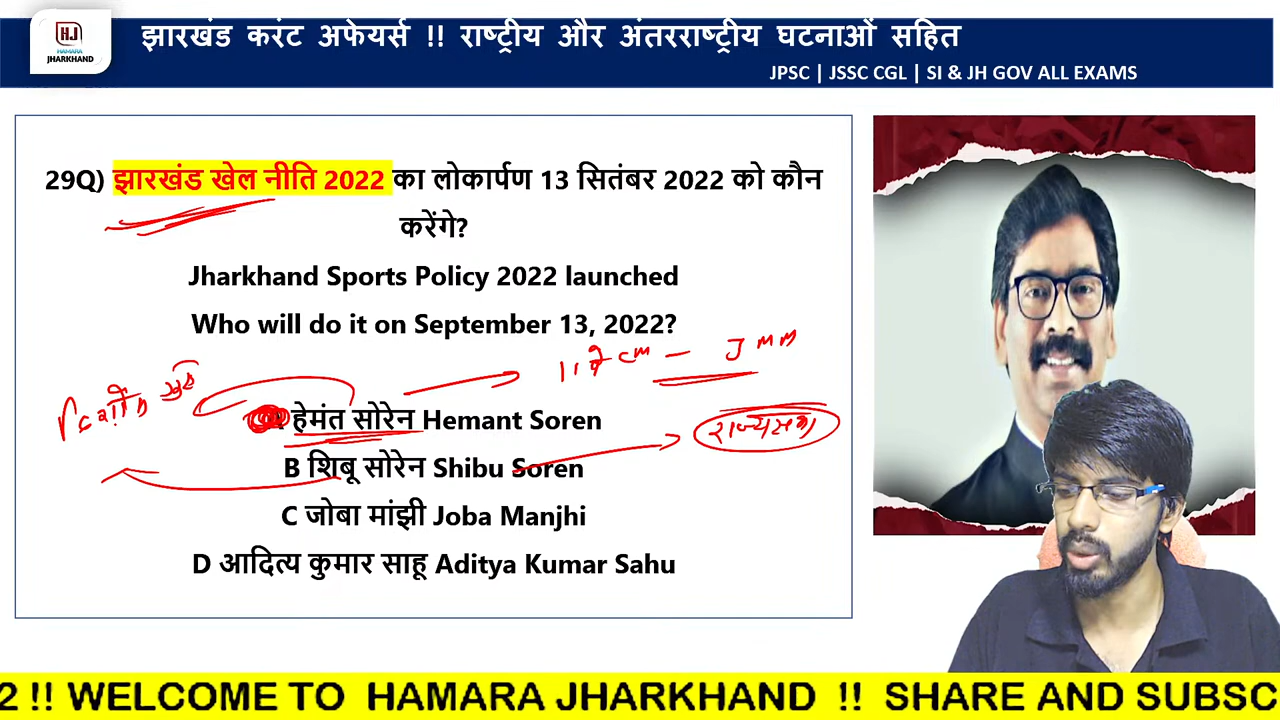 HJ
HAMARA
JHARKHAND
झारखंड करंट अफेयर्स !! राष्ट्रीय और अंतरराष्ट्रीय घटनाओं सहित
JPSC | JSSC CGL | SI & JH GOV ALL EXAMS
29Q) झारखंड खेल नीति 2022 का लोकार्पण 13 सितंबर 2022 को कौन
करेंगे?
Jharkhand Sports Policy 2022 launched
Who will do it on September 13, 2022?
11वें CM — JMM
हेमंत सोरेन Hemant Soren
राज्यसभा
B शिबू सोरेन Shibu Soren
C जोबा मांझी Joba Manjhi
D आदित्य कुमार साहू Aditya Kumar Sahu
2 !! WELCOME TO HAMARA JHARKHAND !! SHARE AND SUBSC